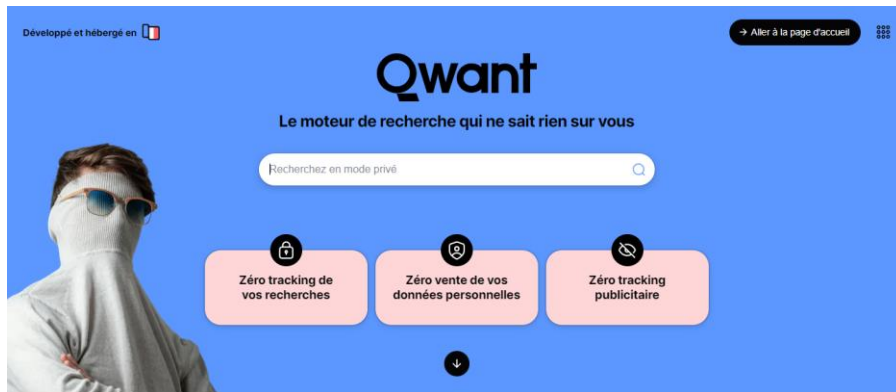 Développé et hébergé en
→ Aller à la page d'accueil
Qwant
Le moteur de recherche qui ne sait rien sur vous
Recherchez en mode privé
Zéro tracking de
vos recherches
Zéro vente de vos
données personnelles
Zéro tracking
publicitaire